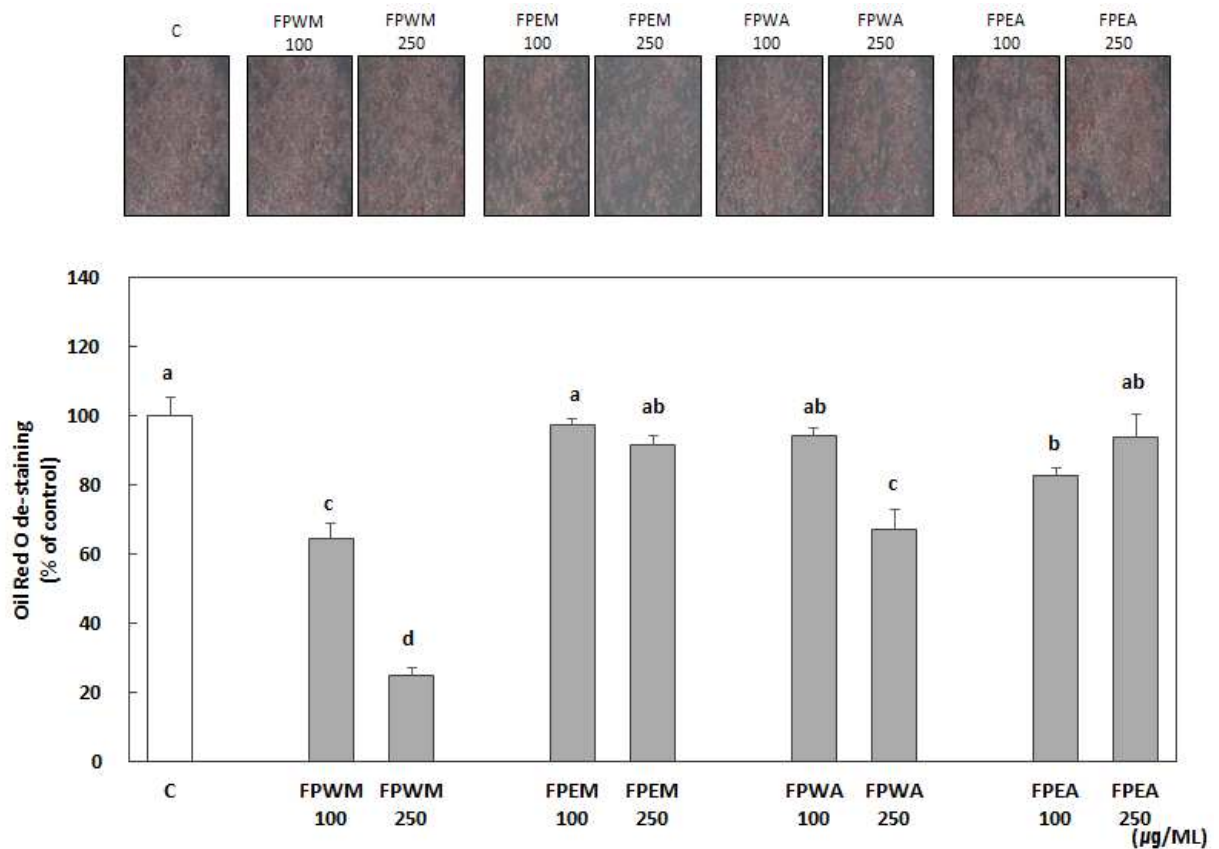 C FPWM FPWM FPEM FPEM FPWA FPWA FPEA FPEA
100 250 100 250 100 250 100 250
140
120
100
80
60
40
20
0
Oil Red O de-staining
(% of control)
a
c
d
a
ab
ab
c
b
ab
C FPWM FPWM FPEM FPEM FPWA FPWA FPEA FPEA
100 250 100 250 100 250 100 250
(μg/ML)